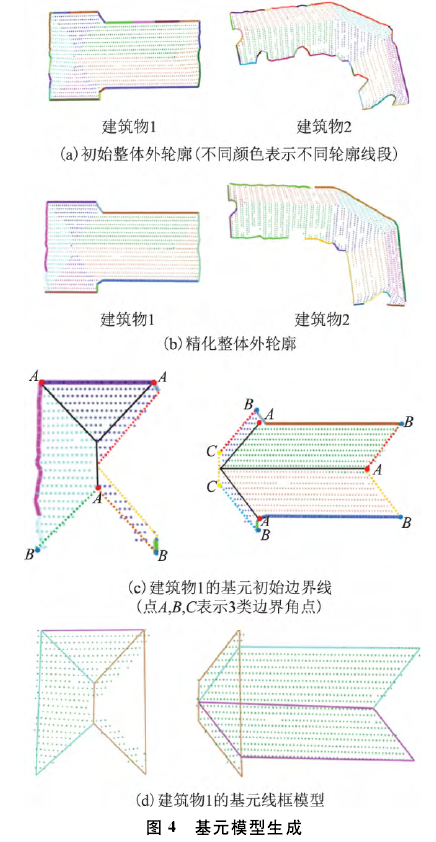 建筑物1
建筑物2
(a)初始整体外轮廓(不同颜色表示不同轮廓线段)
建筑物1
建筑物2
(b)精化整体外轮廓
A
A
A
B
B
B
A
B
C
C
A
A
B
B
(c)建筑物1的基元初始边界线
(点A,B,C表示3类边界角点)
(d)建筑物1的基元线框模型
图 4 基元模型生成